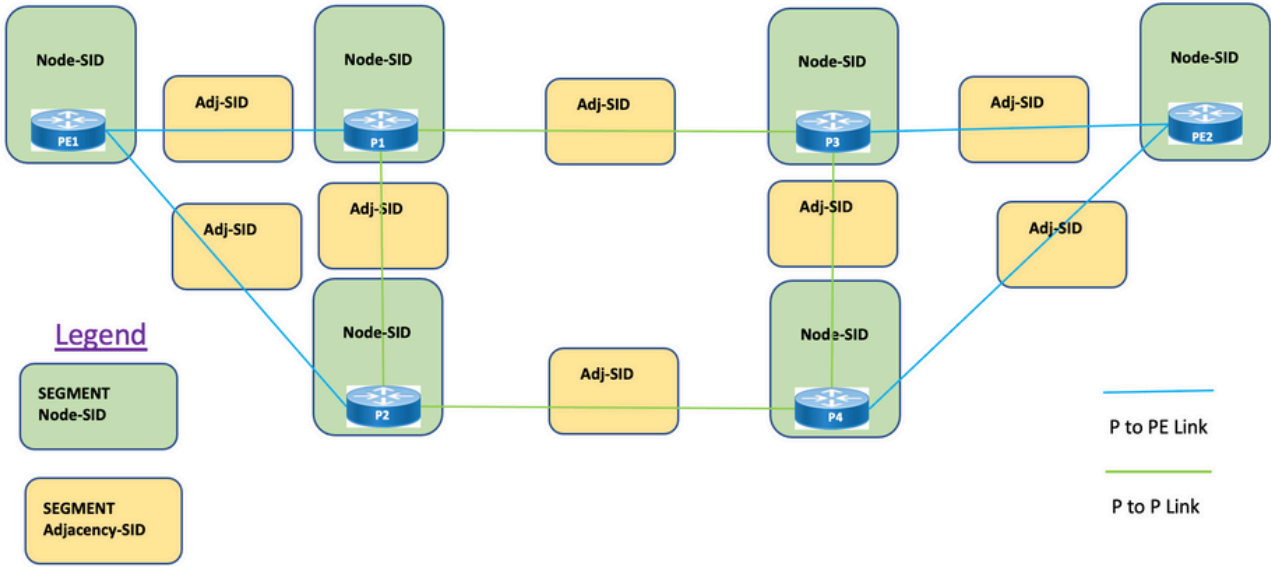 Node-SID
Node-SID
Node-SID
Node-SID
Adj-SID
Adj-SID
Adj-SID
PE1
P1
P3
PE2
Adj-SID
Adj-SID
Adj-SID
Adj-SID
Legend
Node-SID
Node-SID
Adj-SID
SEGMENT
Node-SID
P2
P4
P to PE Link
SEGMENT
Adjacency-SID
P to P Link